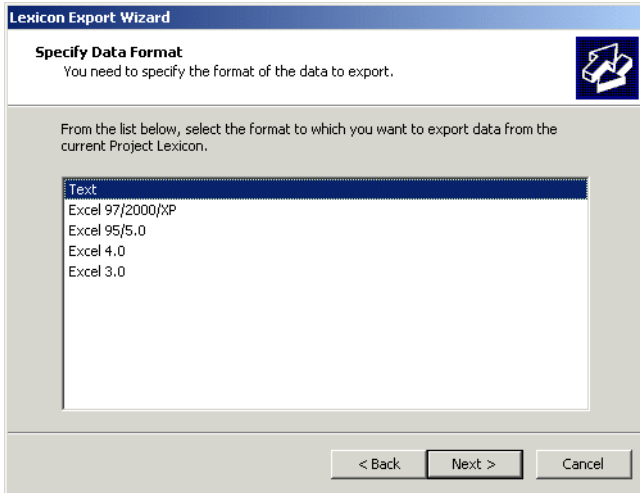 Lexicon Export Wizard
Specify Data Format
You need to specify the format of the data to export.
From the list below, select the format to which you want to export data from the
current Project Lexicon.
Text
Excel 97/2000/XP
Excel 95/5.0
Excel 4.0
Excel 3.0
< Back Next > Cancel